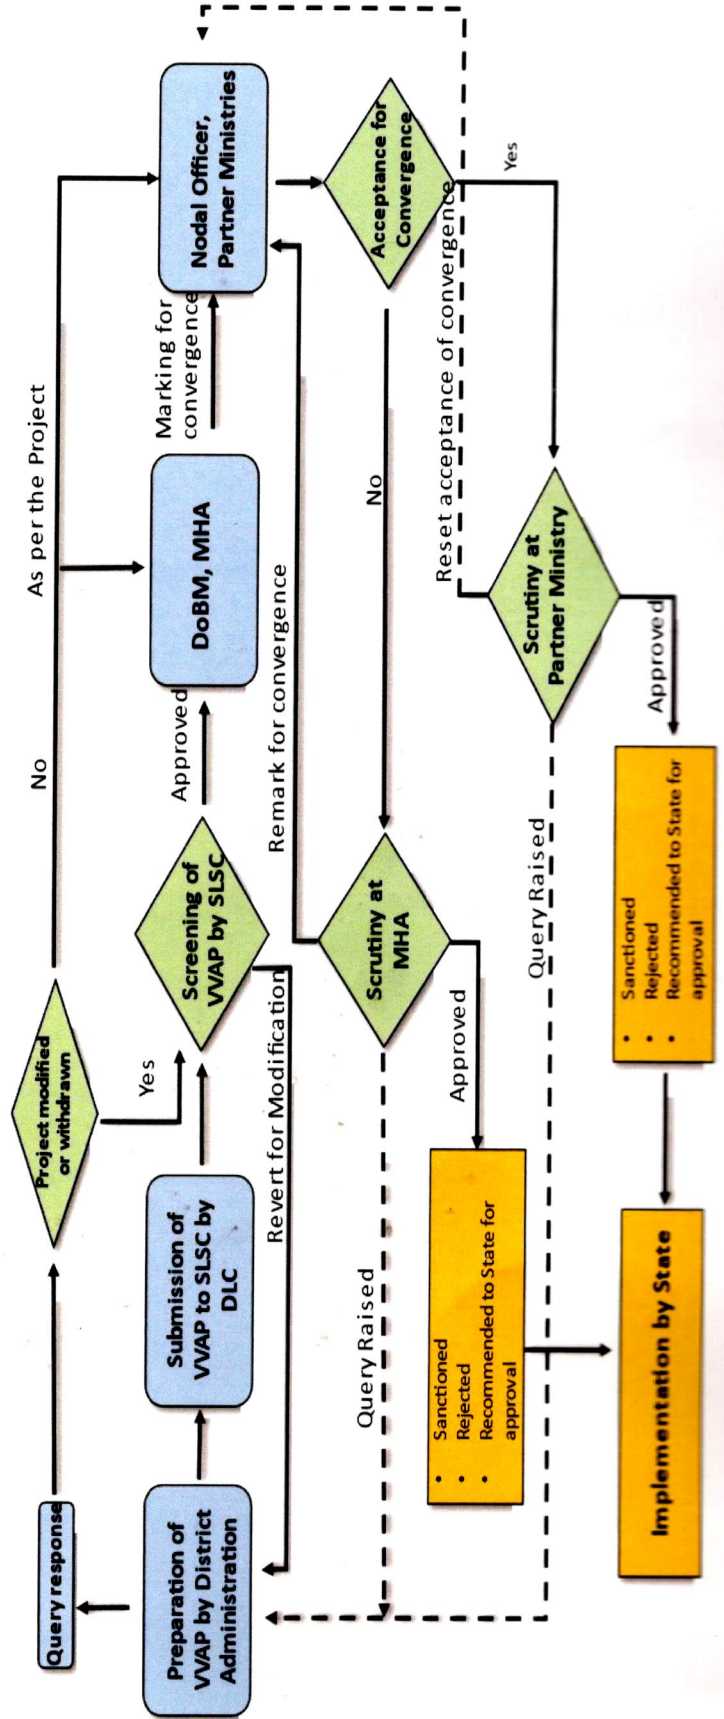 Query response
Project modified
or withdrawn
No
As per the Project
Yes
Preparation of
VVAP by District
Administration
Submission of
VVAP to SLSC by
DLC
Screening of
VVAP by SLSC
Approved
DoBM, MHA
Marking for
convergence
Nodal Officer,
Partner Ministries
Revert for Modification
Remark for convergence
Query Raised
Scrutiny at
MHA
No
Acceptance for
Convergence
Approved
Reset acceptance of convergence
Yes
• Sanctioned
• Rejected
• Recommended to State for
approval
Query Raised
Scrutiny at
Partner Ministry
Approved
Implementation by State
• Sanctioned
• Rejected
• Recommended to State for
approval